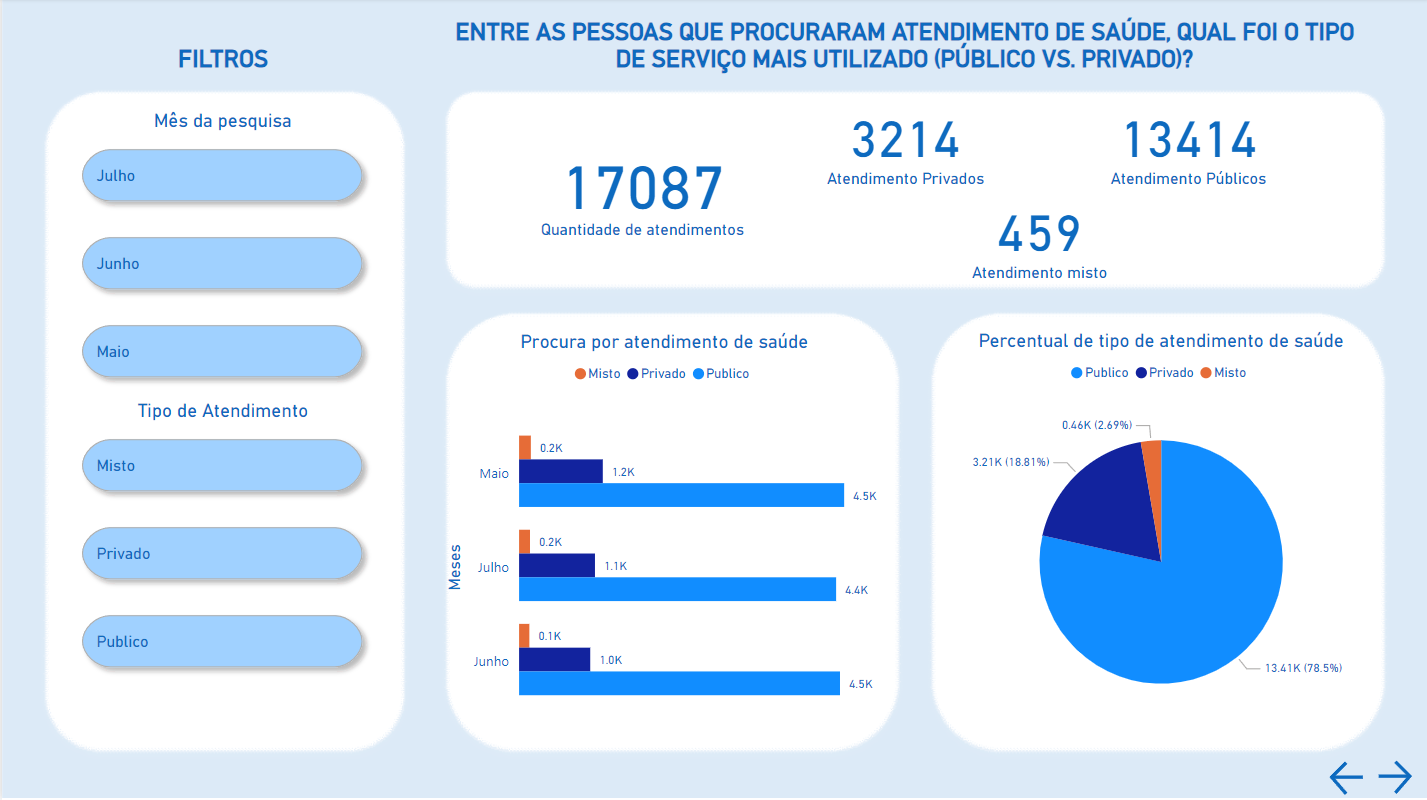 FILTROS
ENTRE AS PESSOAS QUE PROCURARAM ATENDIMENTO DE SAÚDE, QUAL FOI O TIPO
DE SERVIÇO MAIS UTILIZADO (PÚBLICO VS. PRIVADO)?
Mês da pesquisa
Julho
Junho
Maio
Tipo de Atendimento
Misto
Privado
Publico
17087
Quantidade de atendimentos
3214
Atendimento Privados
13414
Atendimento Públicos
459
Atendimento misto
Procura por atendimento de saúde
Misto Privado Publico
Meses
Maio
0.2K
1.2K
4.5K
Julho
0.2K
1.1K
4.4K
Junho
0.1K
1.0K
4.5K
Percentual de tipo de atendimento de saúde
Publico Privado Misto
0.46K (2.69%)
3.21K (18.81%)
13.41K (78.5%)